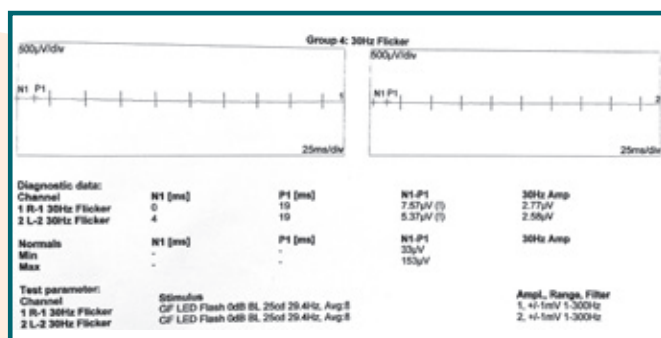 Group 4: 30Hz Flicker
500µV/div
500µV/div
N1 P1
1
N1 P1
2
25ms/div
25ms/div
Diagnostic data:
Channel N1 [ms] P1 [ms] N1-P1 30Hz Amp
1 R-1 30Hz Flicker 0 19 7.57µV (!) 2.77µV
2 L-2 30Hz Flicker 4 19 5.37µV (!) 2.58µV
Normals N1 [ms] P1 [ms] N1-P1 30Hz Amp
Min - - 33µV
Max - - 153µV
Test parameter:
Channel Stimulus Ampl., Range, Filter
1 R-1 30Hz Flicker GF LED Flash 0dB BL 25cd 29.4Hz, Avg:8 1, +/-1mV 1-300Hz
2 L-2 30Hz Flicker GF LED Flash 0dB BL 25cd 29.4Hz, Avg:8 2, +/-1mV 1-300Hz